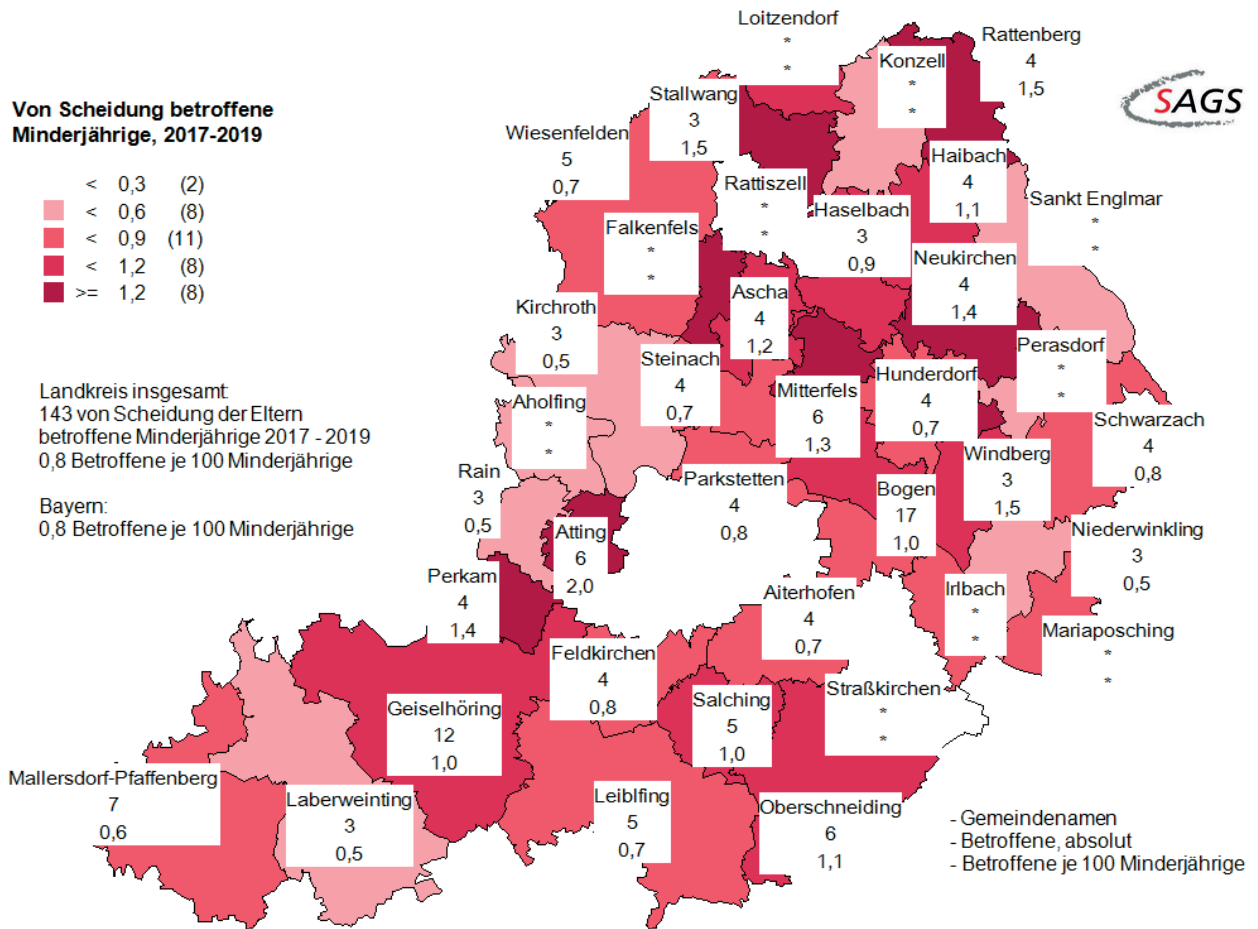 Von Scheidung betroffene
Minderjährige, 2017-2019
< 0,3 (2)
< 0,6 (8)
< 0,9 (11)
< 1,2 (8)
>= 1,2 (8)
Landkreis insgesamt:
143 von Scheidung der Eltern
betroffene Minderjährige 2017 - 2019
0,8 Betroffene je 100 Minderjährige
Bayern:
0,8 Betroffene je 100 Minderjährige
SAGS
Loitzendorf
*
*
Konzell
*
*
Rattenberg
4
1,5
Stallwang
3
1,5
Wiesenfelden
5
0,7
Rattiszell
*
*
Haibach
4
1,1
Sankt Englmar
*
*
Falkenfels
*
*
Haselbach
3
0,9
Neukirchen
4
1,4
Ascha
4
1,2
Kirchroth
3
0,5
Steinach
4
0,7
Mitterfels
6
1,3
Hunderdorf
4
0,7
Perasdorf
*
*
Schwarzach
4
0,8
Aholfing
*
*
Windberg
3
1,5
Rain
3
0,5
Parkstetten
4
0,8
Bogen
17
1,0
Niederwinkling
3
0,5
Atting
6
2,0
Perkam
4
1,4
Aiterhofen
4
0,7
Irlbach
*
*
Mariaposching
*
*
Feldkirchen
4
0,8
Salching
5
1,0
Straßkirchen
*
*
Geiselhöring
12
1,0
Mallersdorf-Pfaffenberg
7
0,6
Laberweinting
3
0,5
Leiblfing
5
0,7
Oberschneiding
6
1,1
- Gemeindenamen
- Betroffene, absolut
- Betroffene je 100 Minderjährige